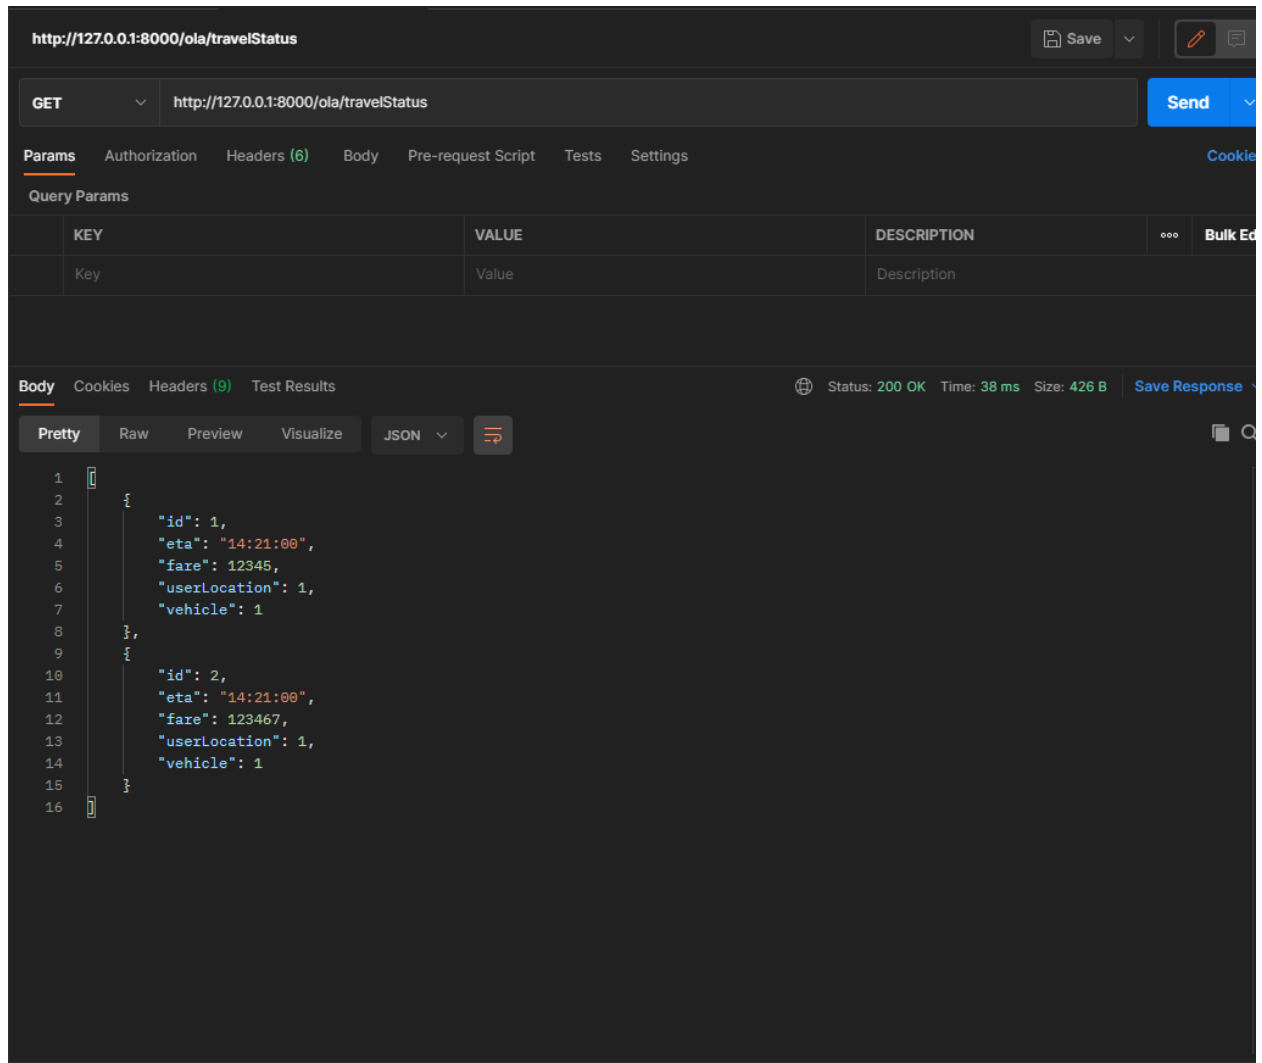 http://127.0.0.1:8000/ola/travelStatus Save
GET http://127.0.0.1:8000/ola/travelStatus Send
Params Authorization Headers (6) Body Pre-request Script Tests Settings Cookie
Query Params
KEY VALUE DESCRIPTION ooo Bulk Ed
Key Value Description
Body Cookies Headers (9) Test Results Status: 200 OK Time: 38 ms Size: 426 B Save Response
Pretty Raw Preview Visualize JSON
1 [
2 {
3 "id": 1,
4 "eta": "14:21:00",
5 "fare": 12345,
6 "userLocation": 1,
7 "vehicle": 1
8 },
9 {
10 "id": 2,
11 "eta": "14:21:00",
12 "fare": 123467,
13 "userLocation": 1,
14 "vehicle": 1
15 }
16 ]